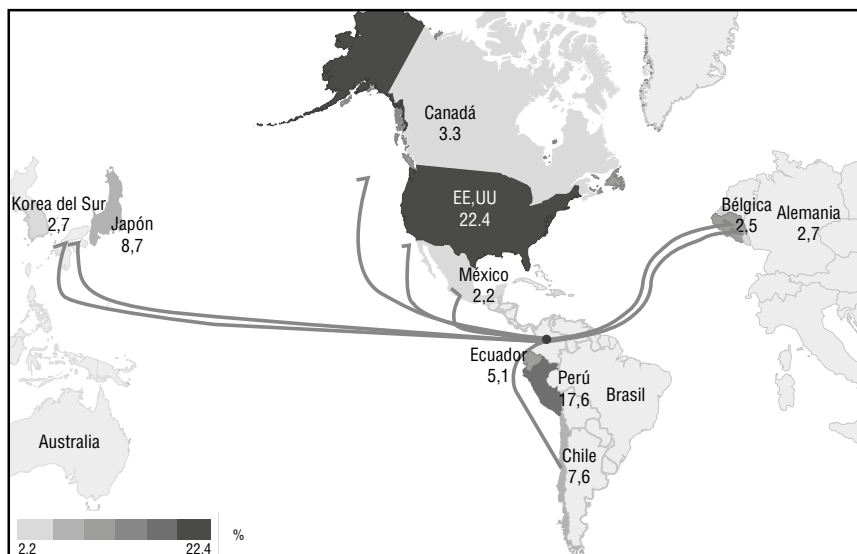 Canadá
3.3
EE,UU
22.4
Korea del Sur
2,7
Japón
8,7
Bélgica
2,5
Alemania
2,7
México
2,2
Ecuador
5,1
Perú
17,6
Brasil
Australia
Chile
7,6
2.2
22.4
%